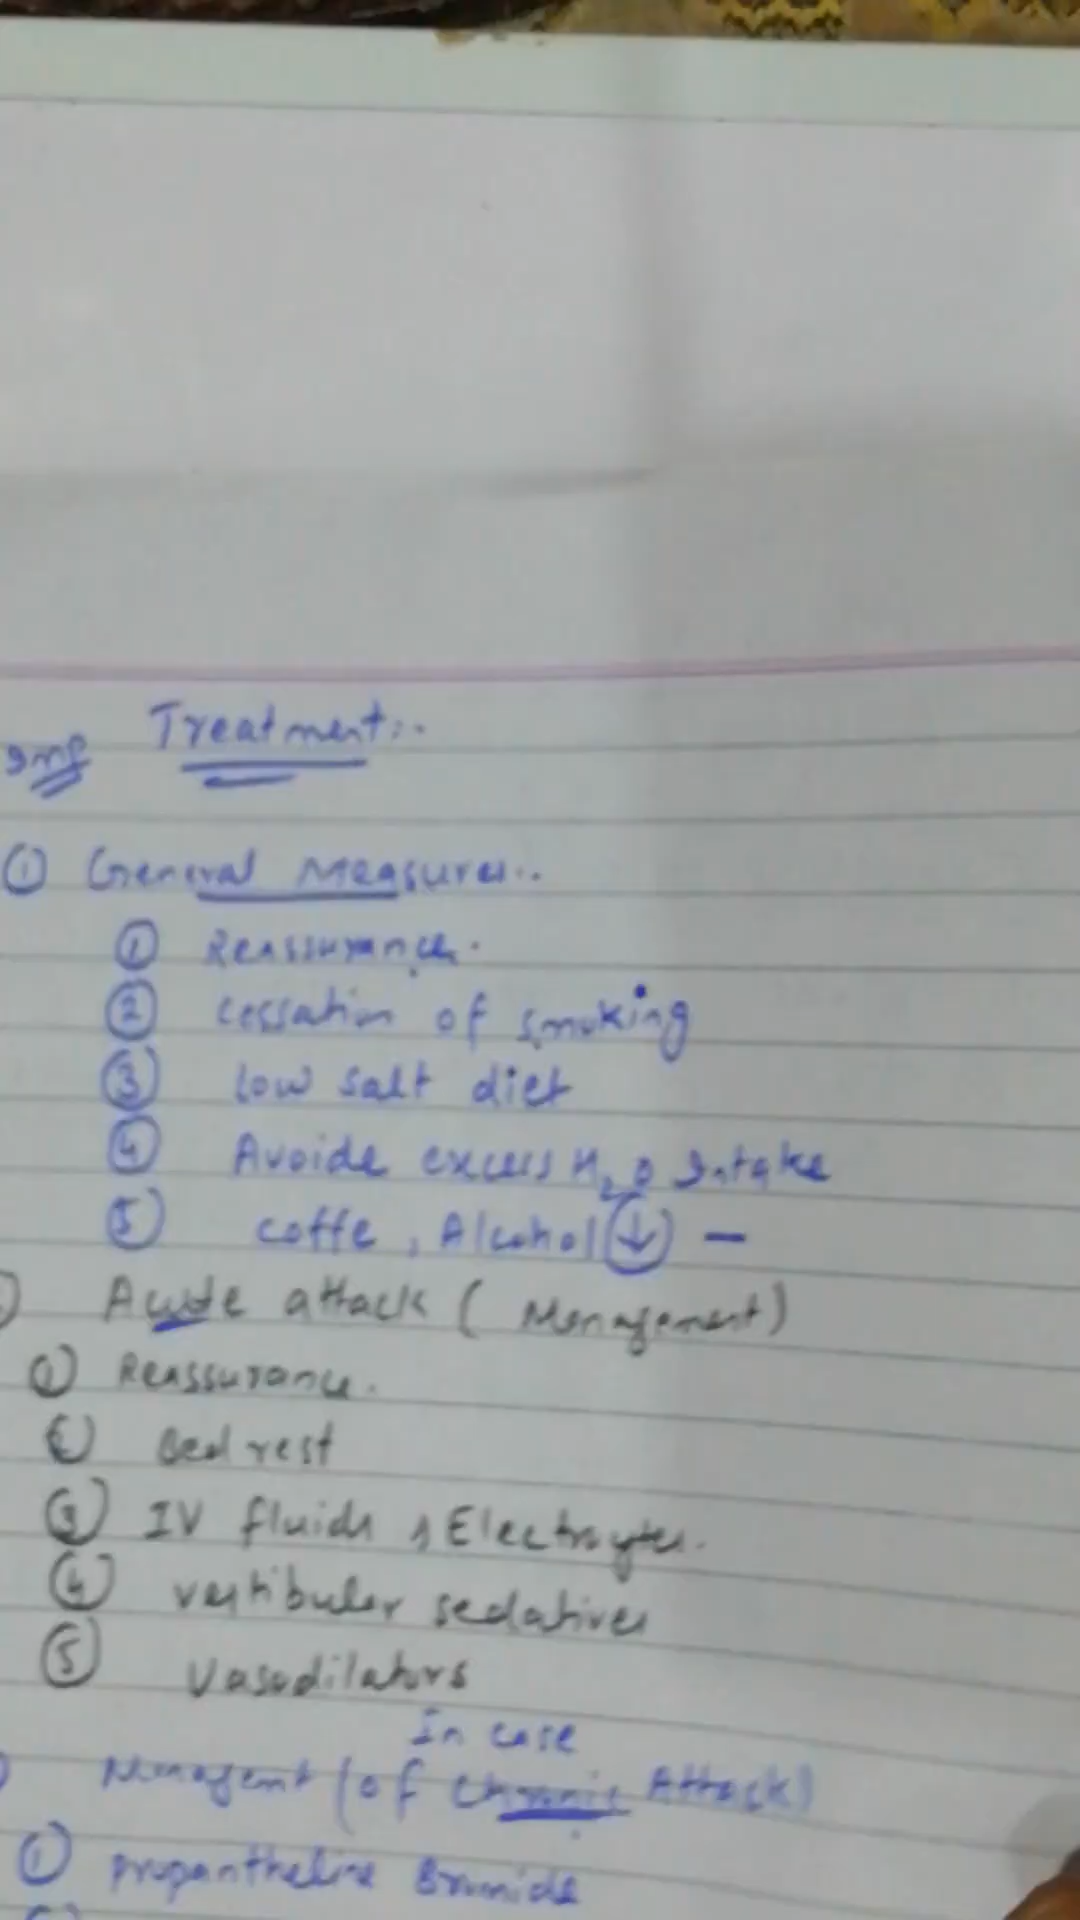 Imp Treatment:-
① General Measures:-
① Reassurance.
② cessation of smoking
③ Low salt diet
④ Avoide excess H₂O Intake
⑤ coffe, Alcohol ↓ -
Acute attack (Management)
① Reassurance.
② Bed rest
③ IV fluids, Electroytes.
④ vestibular sedatives
⑤ Vasodilators
In case
Managent (of Chronic Attack)
① Propantheline Bromide